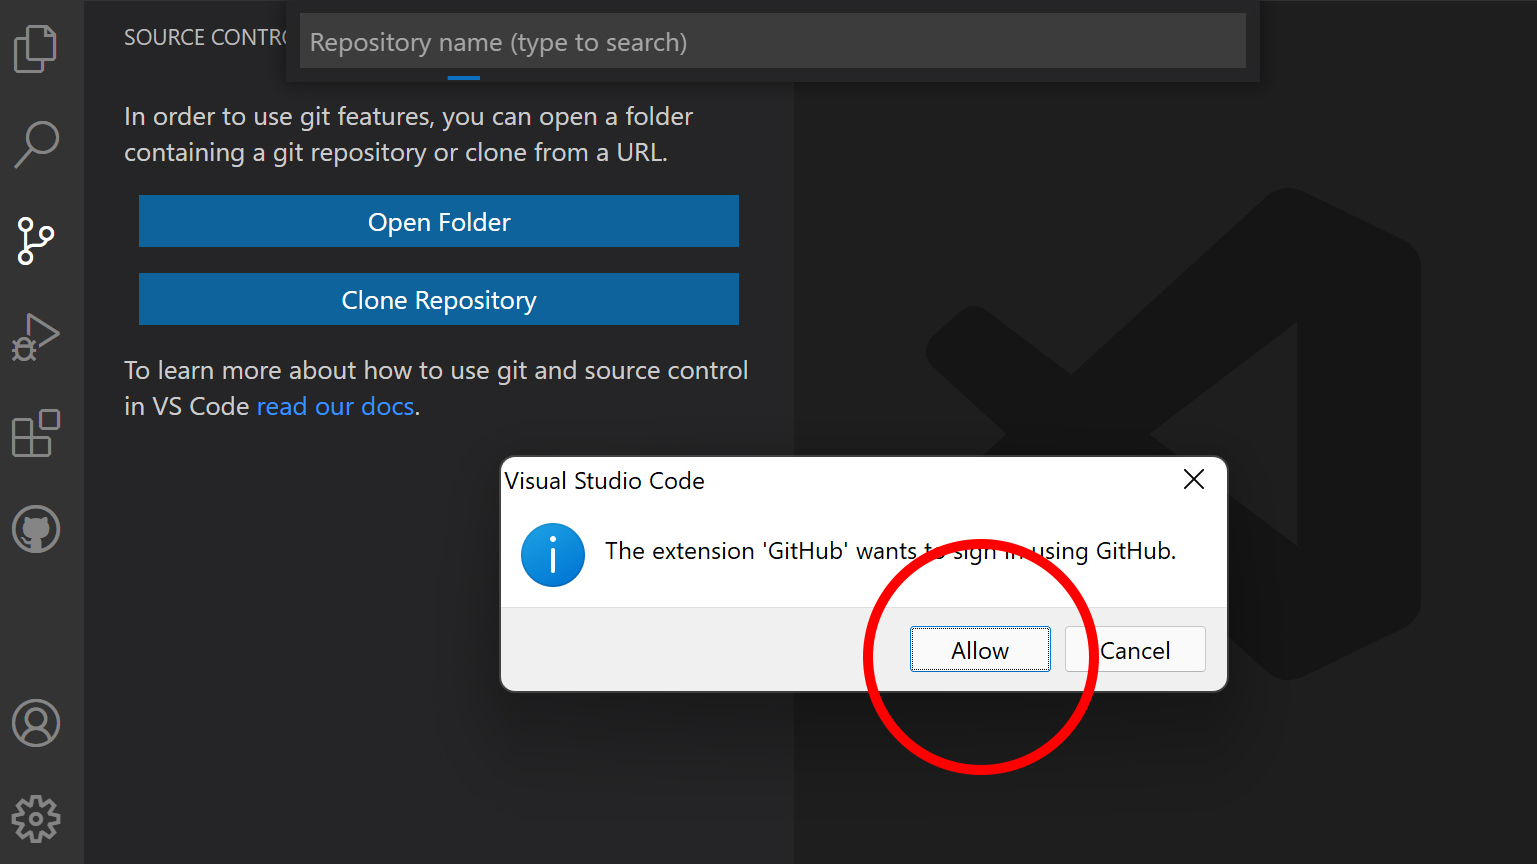 SOURCE CONTRO
Repository name (type to search)
In order to use git features, you can open a folder
containing a git repository or clone from a URL.
Open Folder
Clone Repository
To learn more about how to use git and source control
in VS Code read our docs.
Visual Studio Code
The extension 'GitHub' wants to sign in using GitHub.
Allow
Cancel